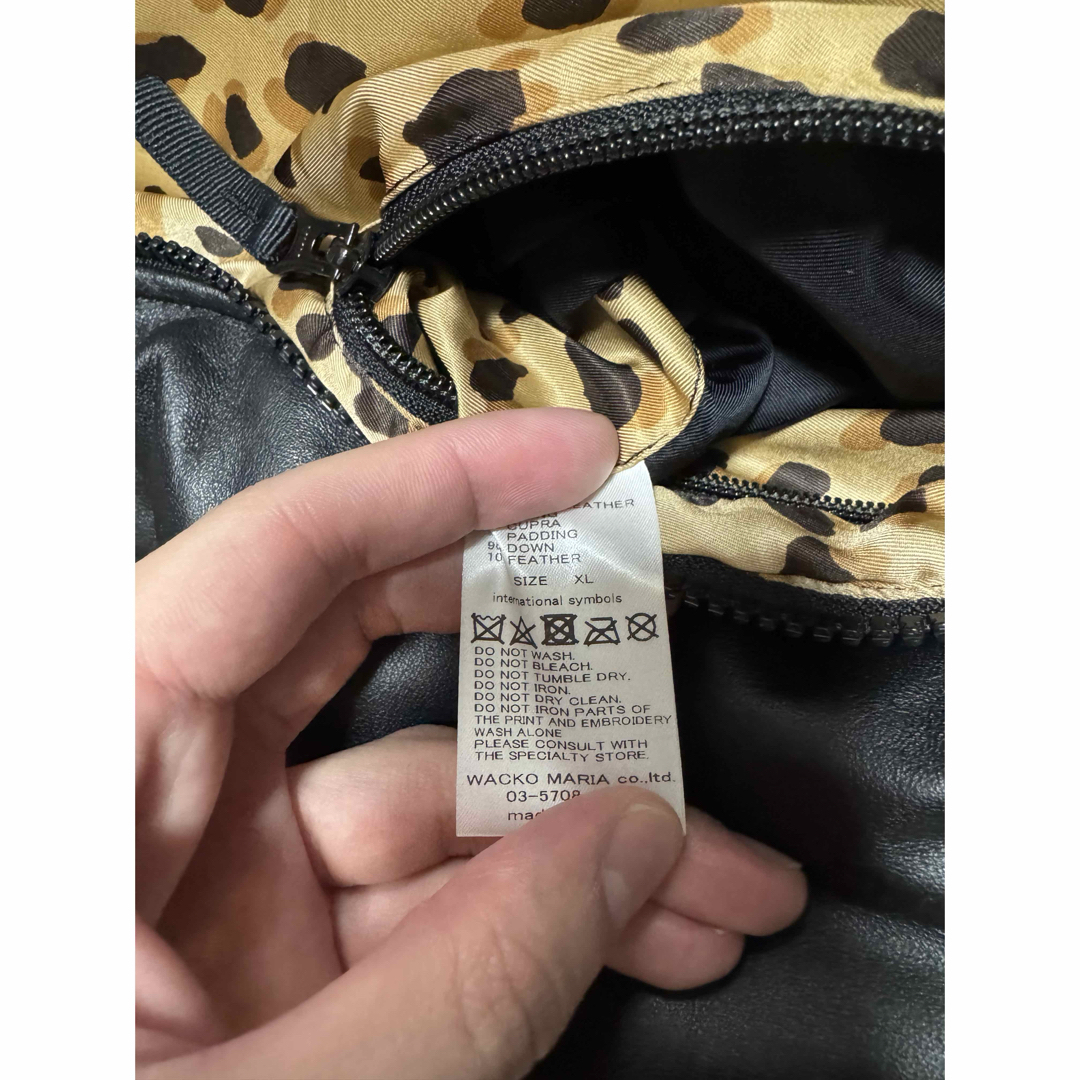 LEATHER
CUPRA
PADDING
DOWN
10 FEATHER
SIZE XL
international symbols
DO NOT WASH.
DO NOT BLEACH.
DO NOT TUMBLE DRY.
DO NOT IRON.
DO NOT DRY CLEAN.
DO NOT IRON PARTS OF
THE PRINT AND EMBROIDERY
WASH ALONE
PLEASE CONSULT WITH
THE SPECIALTY STORE.
WACKO MARIA co.,ltd.
03-5708